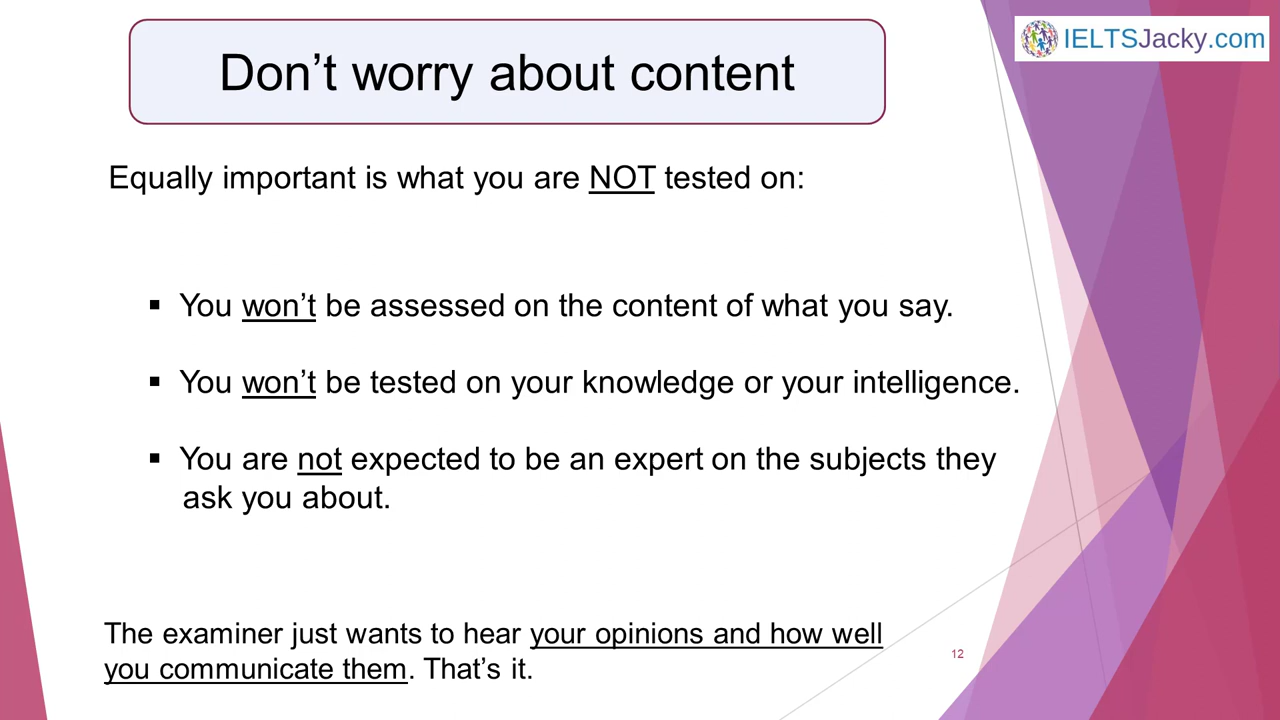 IELTSJacky.com
Don’t worry about content
Equally important is what you are NOT tested on:
▪ You won’t be assessed on the content of what you say.
▪ You won’t be tested on your knowledge or your intelligence.
▪ You are not expected to be an expert on the subjects they
ask you about.
The examiner just wants to hear your opinions and how well
you communicate them. That’s it.
12